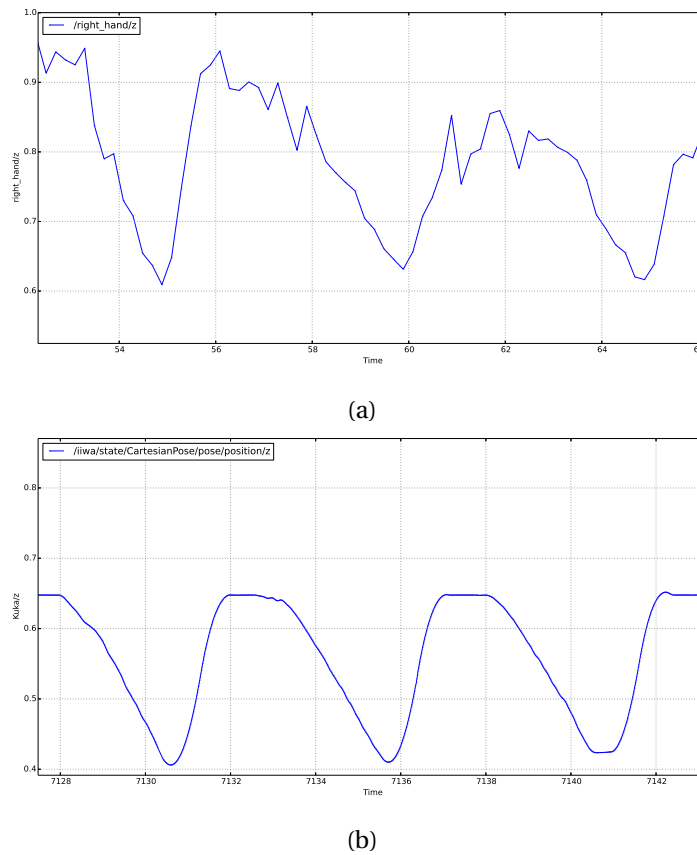 1.0
/right_hand/z
0.9
0.8
0.7
0.6
right_hand/z
54 56 58 60 62 64 6
Time
(a)
/iiwa/state/CartesianPose/pose/position/z
0.8
0.7
0.6
0.5
0.4
Kuka/z
7128 7130 7132 7134 7136 7138 7140 7142
Time
(b)